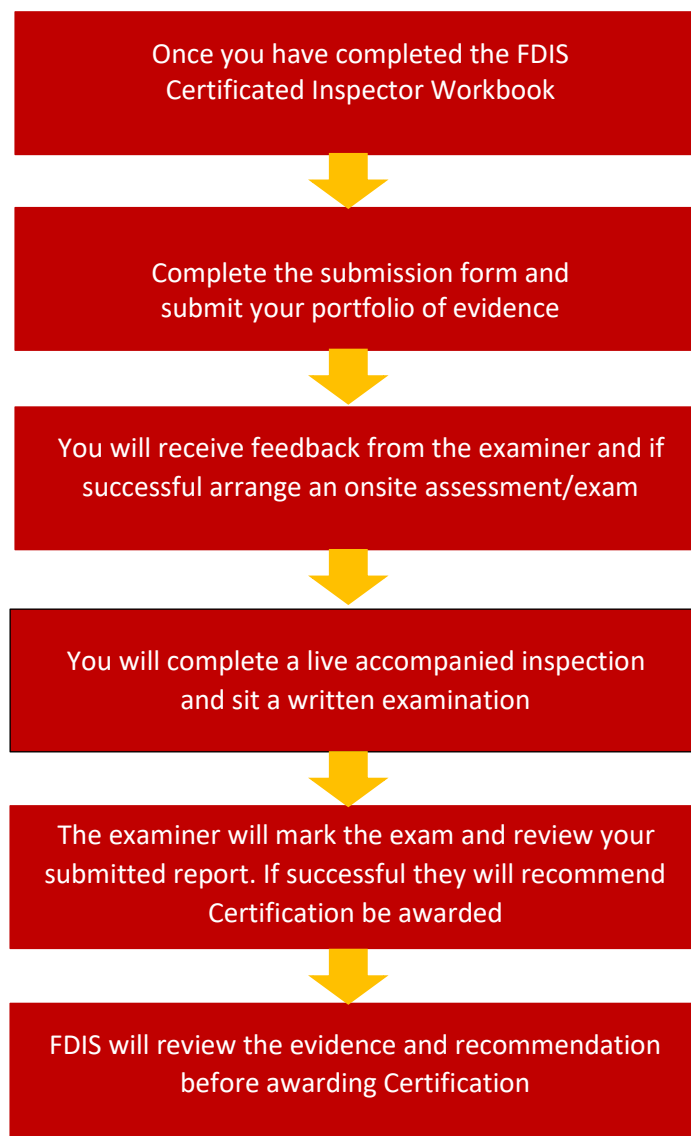 Once you have completed the FDIS
Certificated Inspector Workbook
Complete the submission form and
submit your portfolio of evidence
You will receive feedback from the examiner and if
successful arrange an onsite assessment/exam
You will complete a live accompanied inspection
and sit a written examination
The examiner will mark the exam and review your
submitted report. If successful they will recommend
Certification be awarded
FDIS will review the evidence and recommendation
before awarding Certification